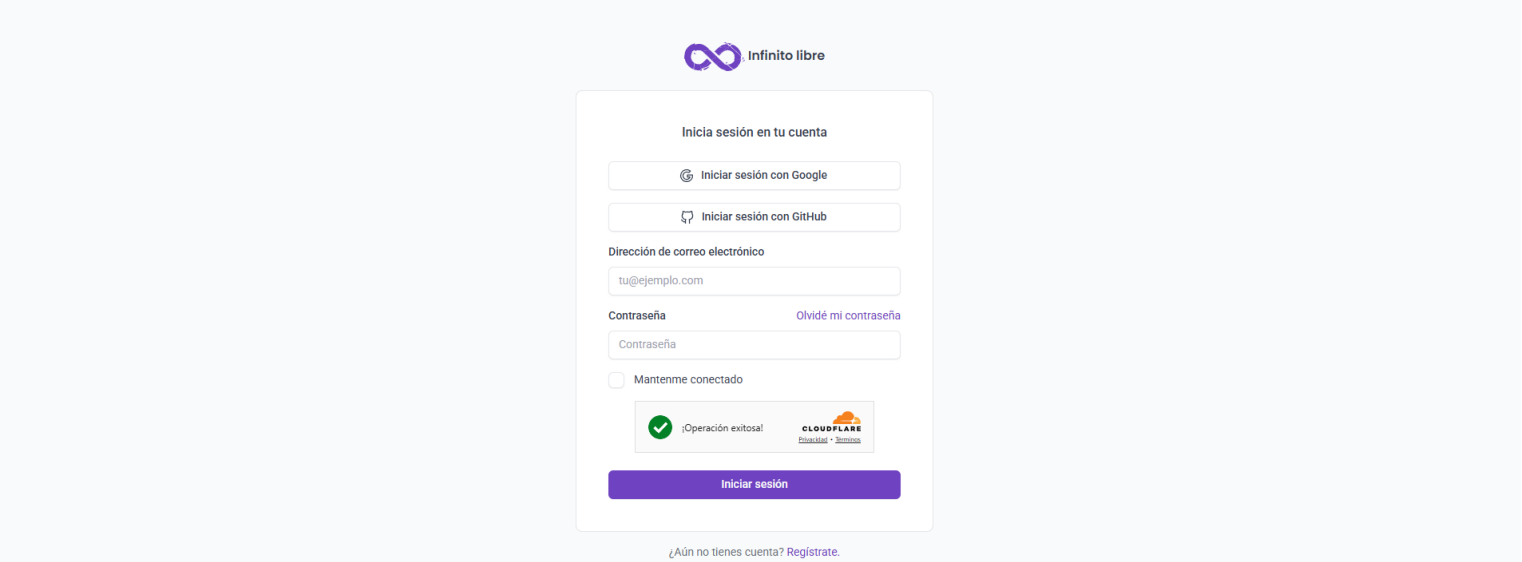 Infinito libre
Inicia sesión en tu cuenta
Iniciar sesión con Google
Iniciar sesión con GitHub
Dirección de correo electrónico
tu@ejemplo.com
Contraseña Olvidé mi contraseña
Contraseña
Mantenme conectado
¡Operación exitosa!
CLOUDFLARE
Privacidad • Términos
Iniciar sesión
¿Aún no tienes cuenta? Regístrate.